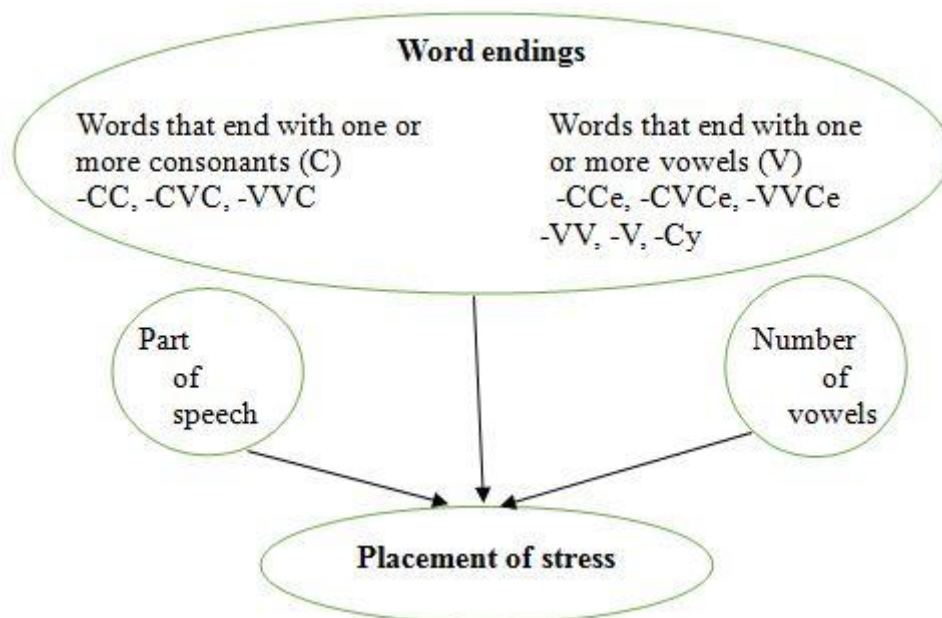 Word endings
Words that end with one or
more consonants (C)
-CC, -CVC, -VVC
Words that end with one
or more vowels (V)
-CCe, -CVCe, -VVCe
-VV, -V, -Cy
Part
of
speech
Number
of
vowels
Placement of stress